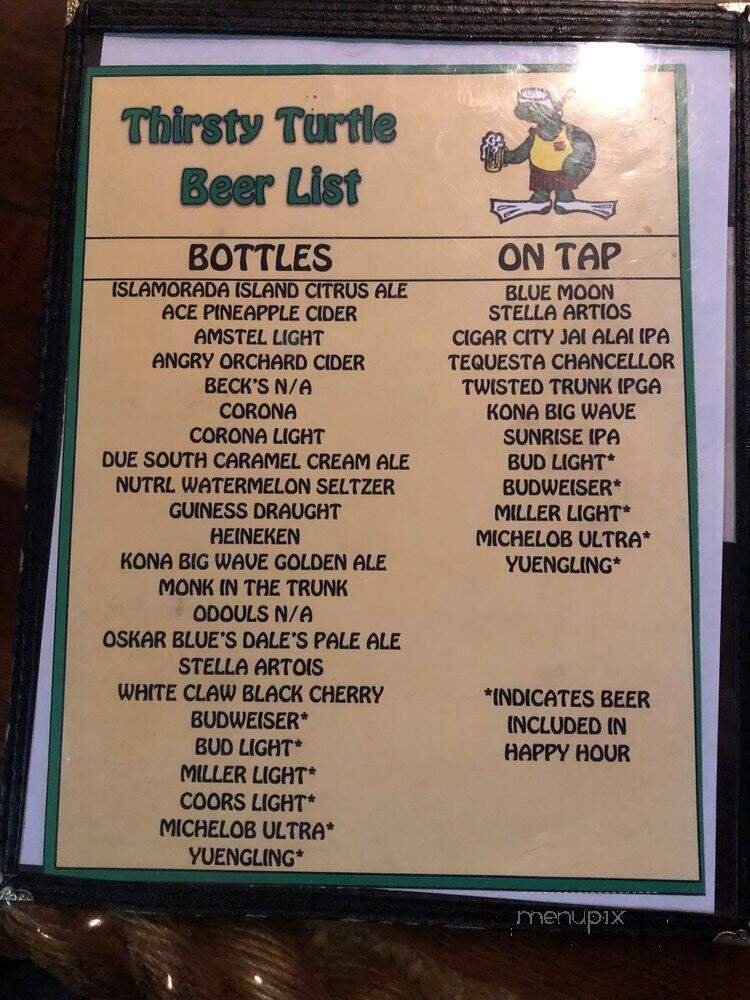 Thirsty Turtle
Beer List
BOTTLES
ISLAMORADA ISLAND CITRUS ALE
ACE PINEAPPLE CIDER
AMSTEL LIGHT
ANGRY ORCHARD CIDER
BECK'S N/A
CORONA
CORONA LIGHT
DUE SOUTH CARAMEL CREAM ALE
NUTRL WATERMELON SELTZER
GUINESS DRAUGHT
HEINEKEN
KONA BIG WAVE GOLDEN ALE
MONK IN THE TRUNK
ODOULS N/A
OSKAR BLUE'S DALE'S PALE ALE
STELLA ARTOIS
WHITE CLAW BLACK CHERRY
BUDWEISER*
BUD LIGHT*
MILLER LIGHT*
COORS LIGHT*
MICHELOB ULTRA*
YUENGLING*
ON TAP
BLUE MOON
STELLA ARTIOS
CIGAR CITY JAI ALAI IPA
TEQUESTA CHANCELLOR
TWISTED TRUNK IPGA
KONA BIG WAVE
SUNRISE IPA
BUD LIGHT*
BUDWEISER*
MILLER LIGHT*
MICHELOB ULTRA*
YUENGLING*
*INDICATES BEER
INCLUDED IN
HAPPY HOUR
menupix